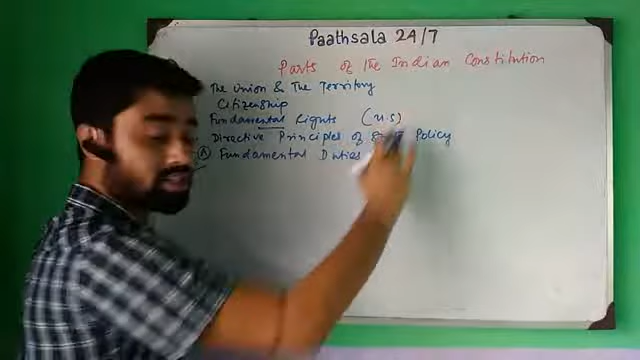 Paathsala 24/7
Parts of The Indian Constitution
The Union & The Territory
Citizenship
Fundamental Rights (U.S)
Directive Principles of Policy
(A) Fundamental Duties